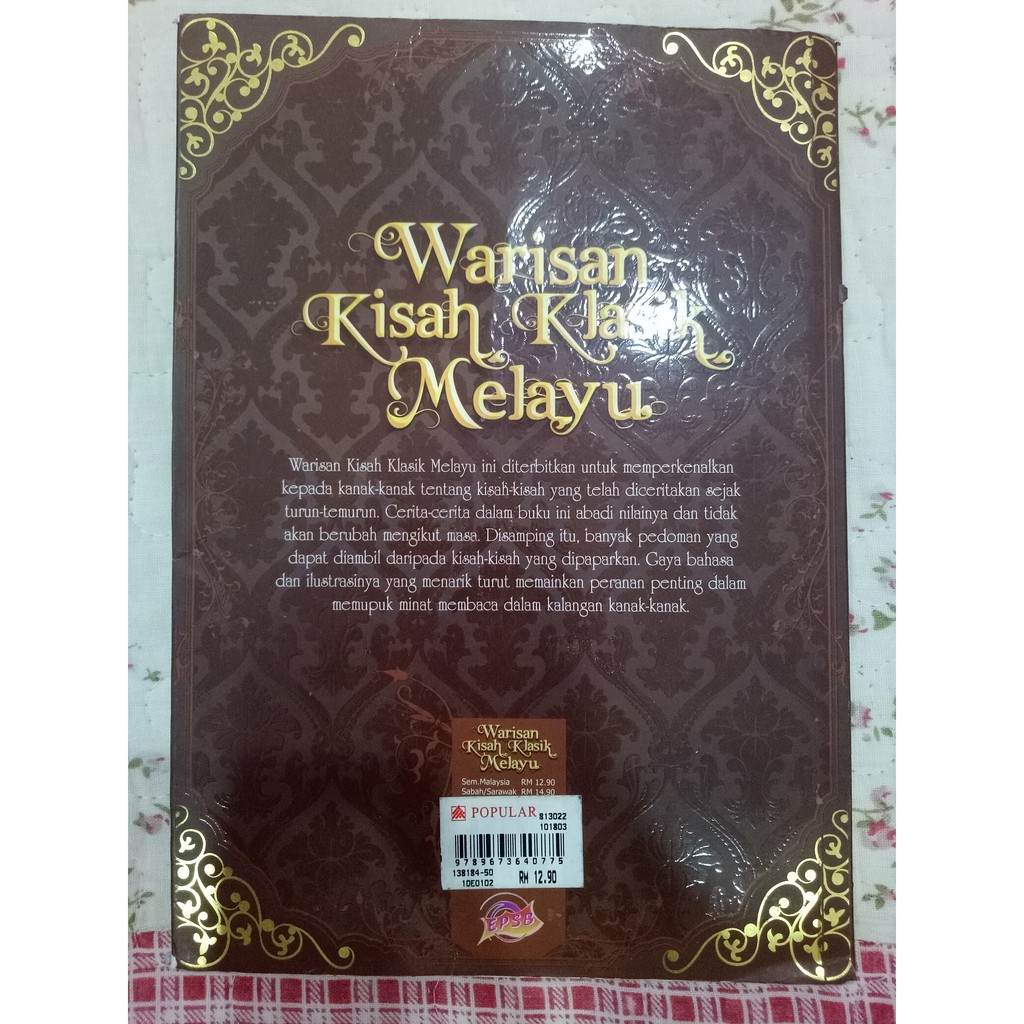 Warisan
Kisah Klasik
Melayu
Warisan Kisah Klasik Melayu ini diterbitkan untuk memperkenalkan
kepada kanak-kanak tentang kisah-kisah yang telah diceritakan sejak
turun-temurun. Cerita-cerita dalam buku ini abadi nilainya dan tidak
akan berubah mengikut masa. Disamping itu, banyak pedoman yang
dapat diambil daripada kisah-kisah yang dipaparkan. Gaya bahasa
dan ilustrasinya yang menarik turut memainkan peranan penting dalam
memupuk minat membaca dalam kalangan kanak-kanak.
Warisan
Kisah Klasik
Melayu
Sem.Malaysia RM 12.90
Sabah/Sarawak RM 14.90
POPULAR 813022
101803
9789673640775
138184-50
10E0102 RM 12.90
EPSB